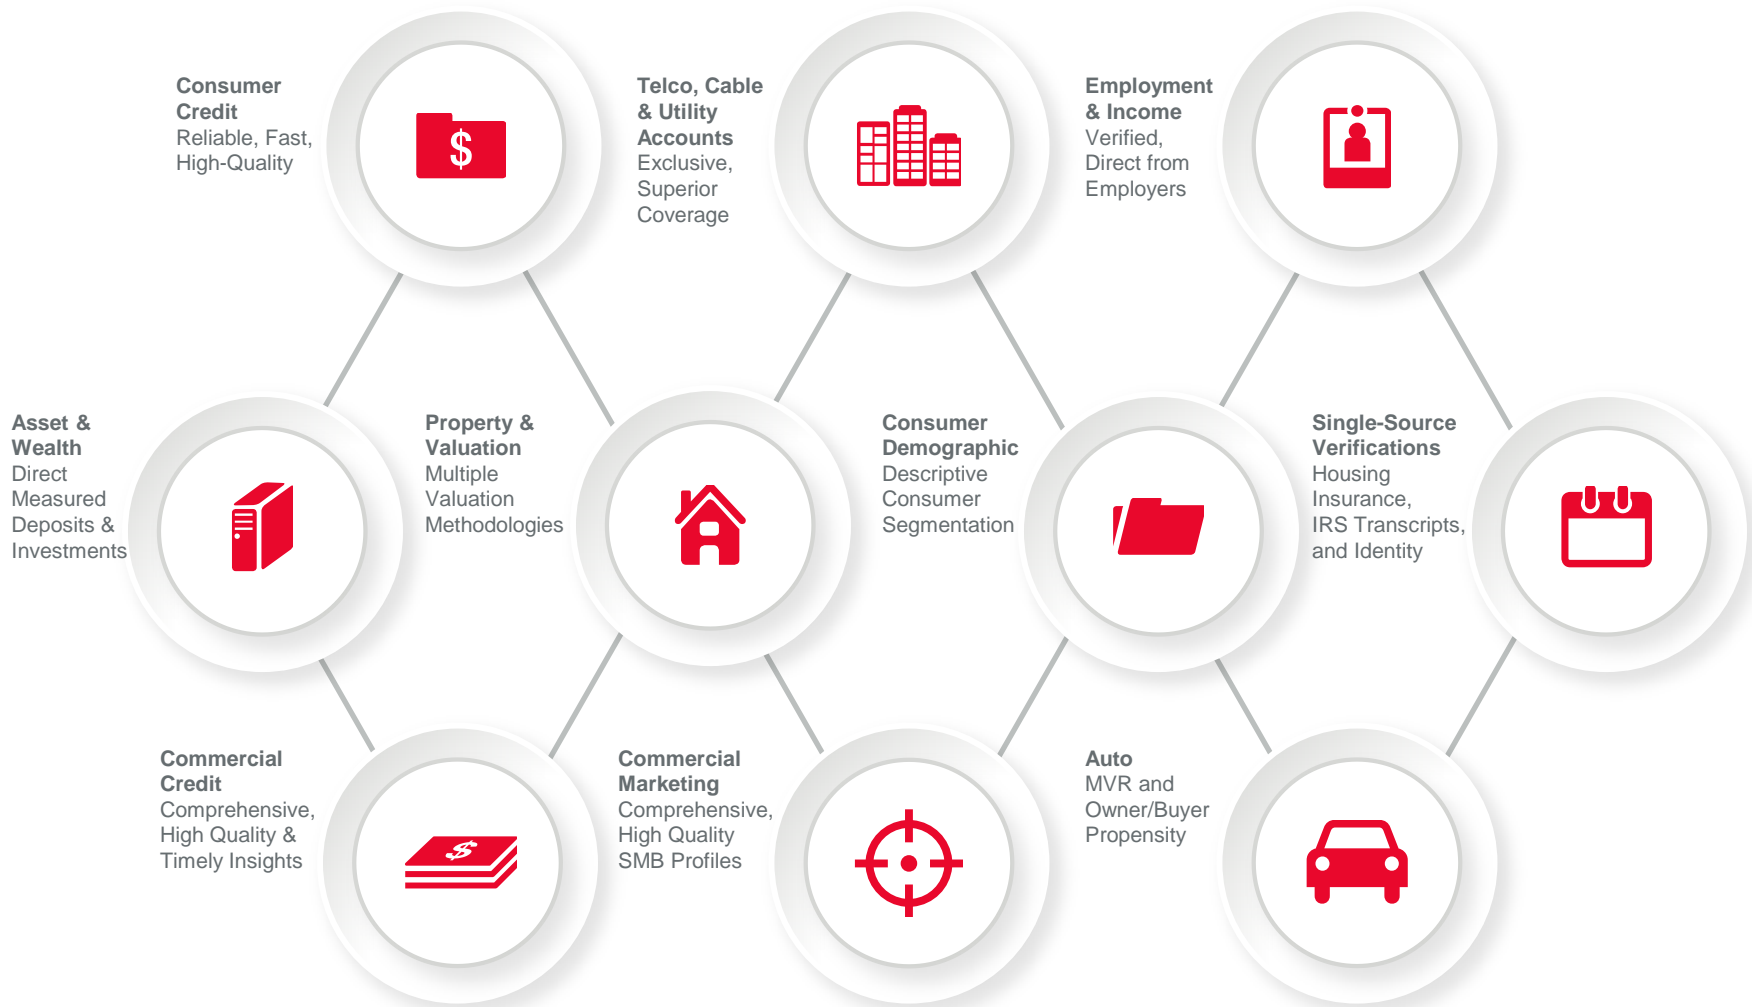 Consumer
Credit
Reliable, Fast,
High-Quality
$
Telco, Cable
& Utility
Accounts
Exclusive,
Superior
Coverage
Employment
& Income
Verified,
Direct from
Employers
Asset &
Wealth
Direct
Measured
Deposits &
Investments
Property &
Valuation
Multiple
Valuation
Methodologies
Consumer
Demographic
Descriptive
Consumer
Segmentation
Single-Source
Verifications
Housing
Insurance,
IRS Transcripts,
and Identity
Commercial
Credit
Comprehensive,
High Quality &
Timely Insights
$
Commercial
Marketing
Comprehensive,
High Quality
SMB Profiles
Auto
MVR and
Owner/Buyer
Propensity